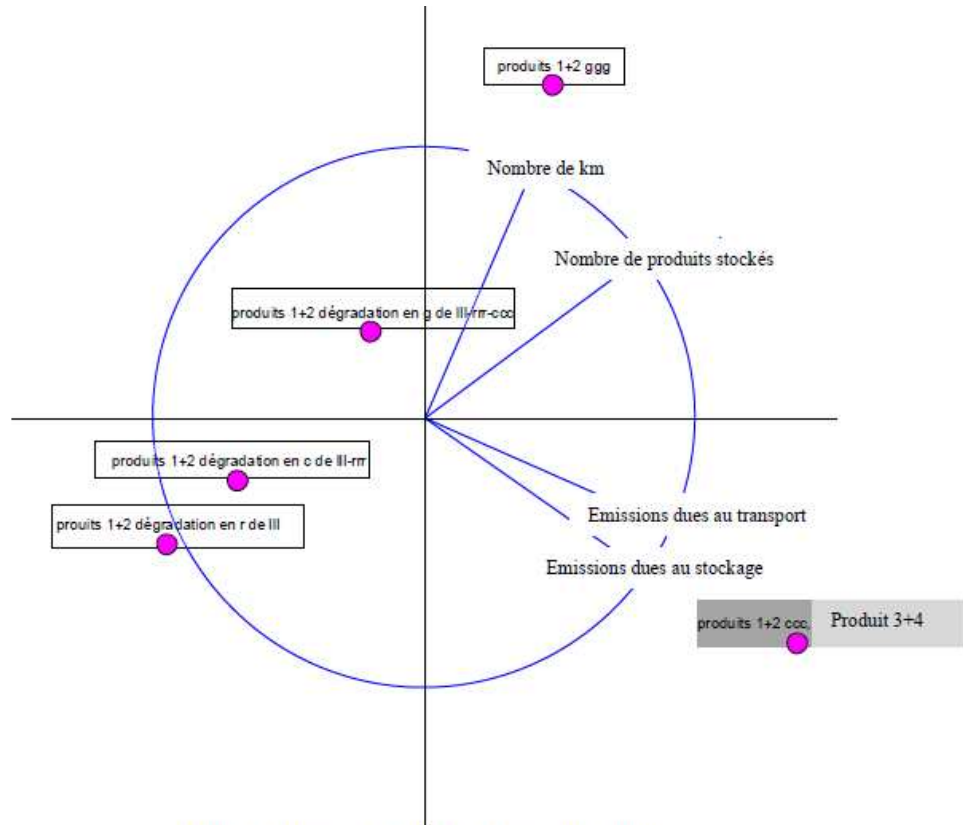 produits 1+2 ggg
Nombre de km
Nombre de produits stockés
produits 1+2 dégradation en g de III-rrr-ccc
produits 1+2 dégradation en c de III-rrr
prouits 1+2 dégradation en r de III
Emissions dues au transport
Emissions dues au stockage
produits 1+2 ccc, Produit 3+4